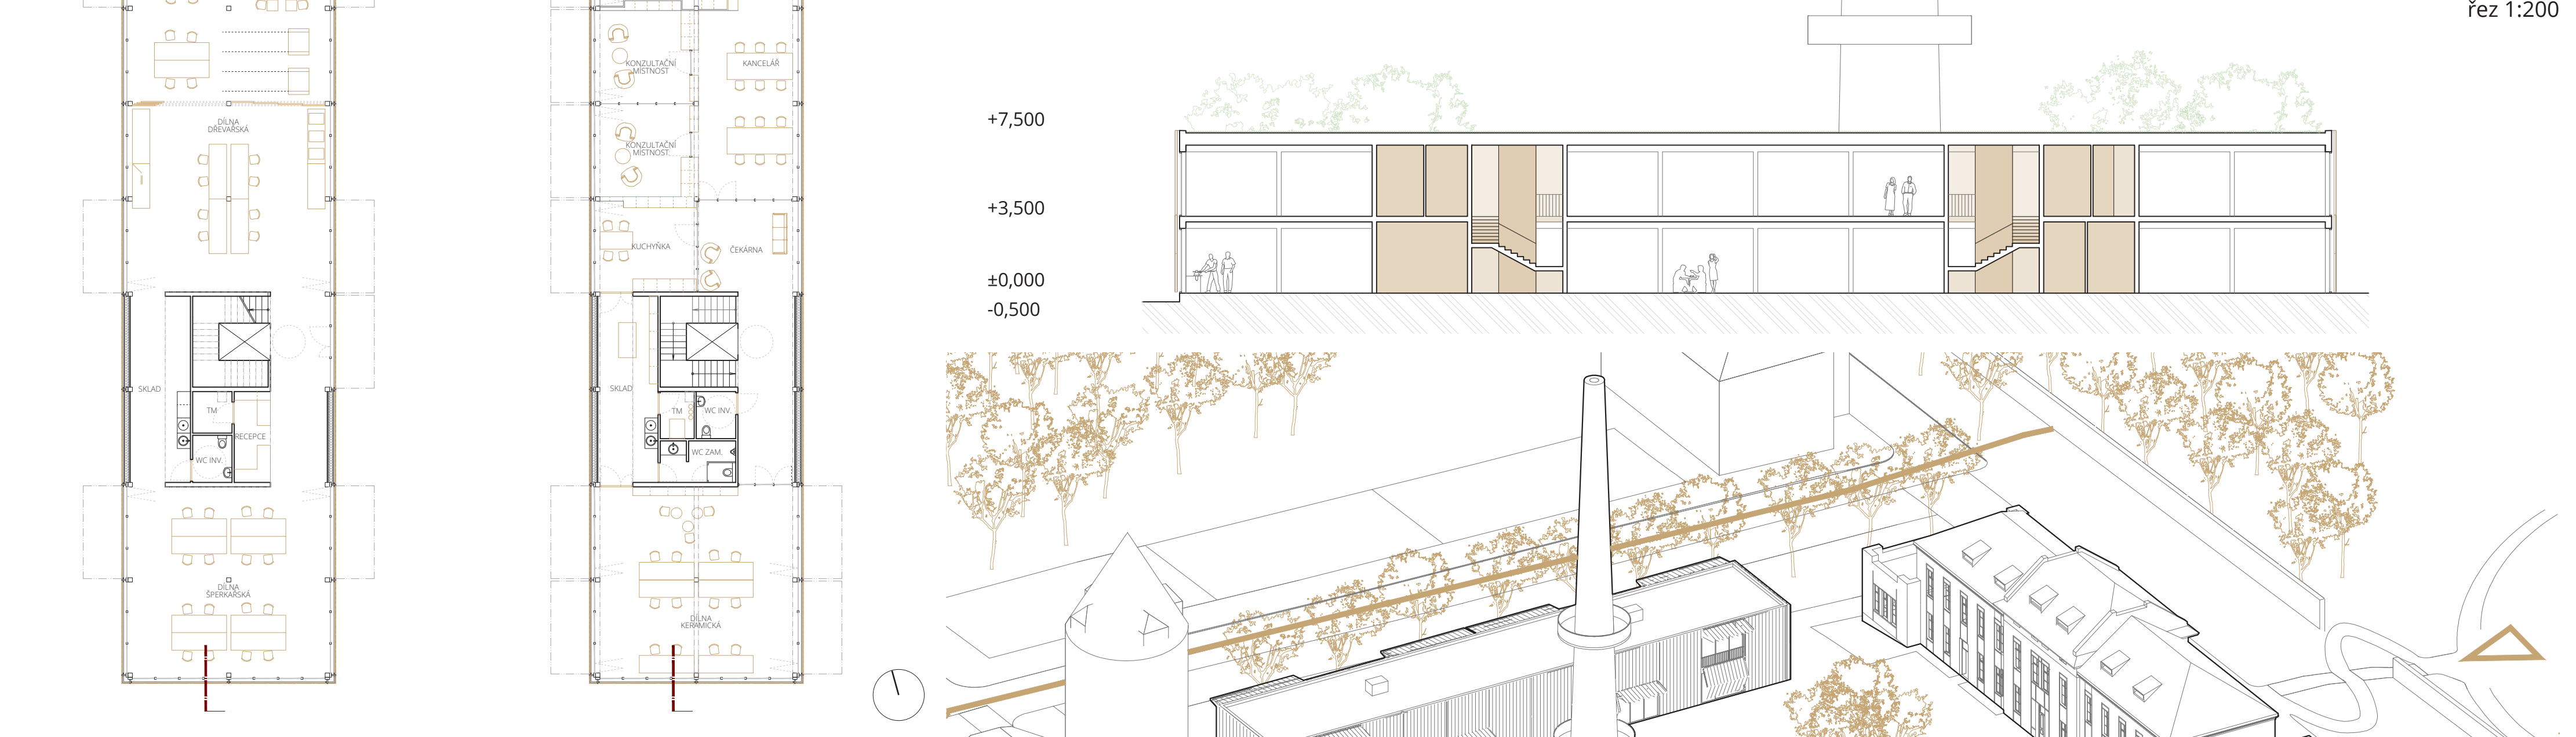 DÍLNA
DŘEVAŘSKÁ
SKLAD
TM
RECEPCE
WC INV.
DÍLNA
ŠPERKAŘSKÁ
KONZULTAČNÍ
MÍSTNOST
KANCELÁŘ
KONZULTAČNÍ
MÍSTNOST
KUCHYŇKA
ČEKÁRNA
SKLAD
TM
WC INV.
WC ZAM.
DÍLNA
KERAMICKÁ
řez 1:200
+7,500
+3,500
±0,000
-0,500